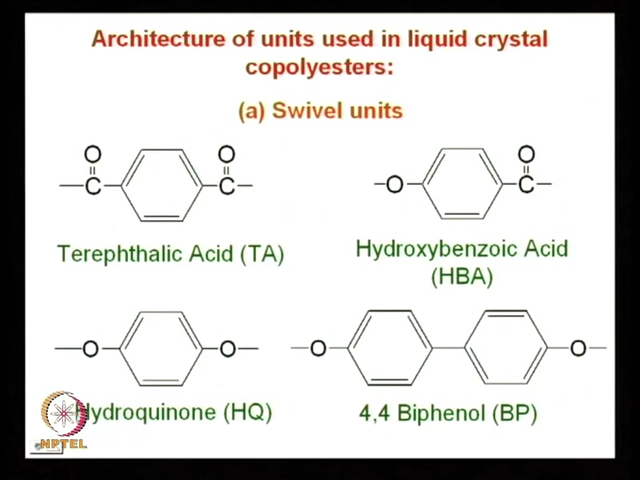 Architecture of units used in liquid crystal
copolyesters:
(a) Swivel units
O O O
C C O C
Terephthalic Acid (TA)
Hydroxybenzoic Acid
(HBA)
O O O O
Hydroquinone (HQ)
4,4 Biphenol (BP)
NPTEL